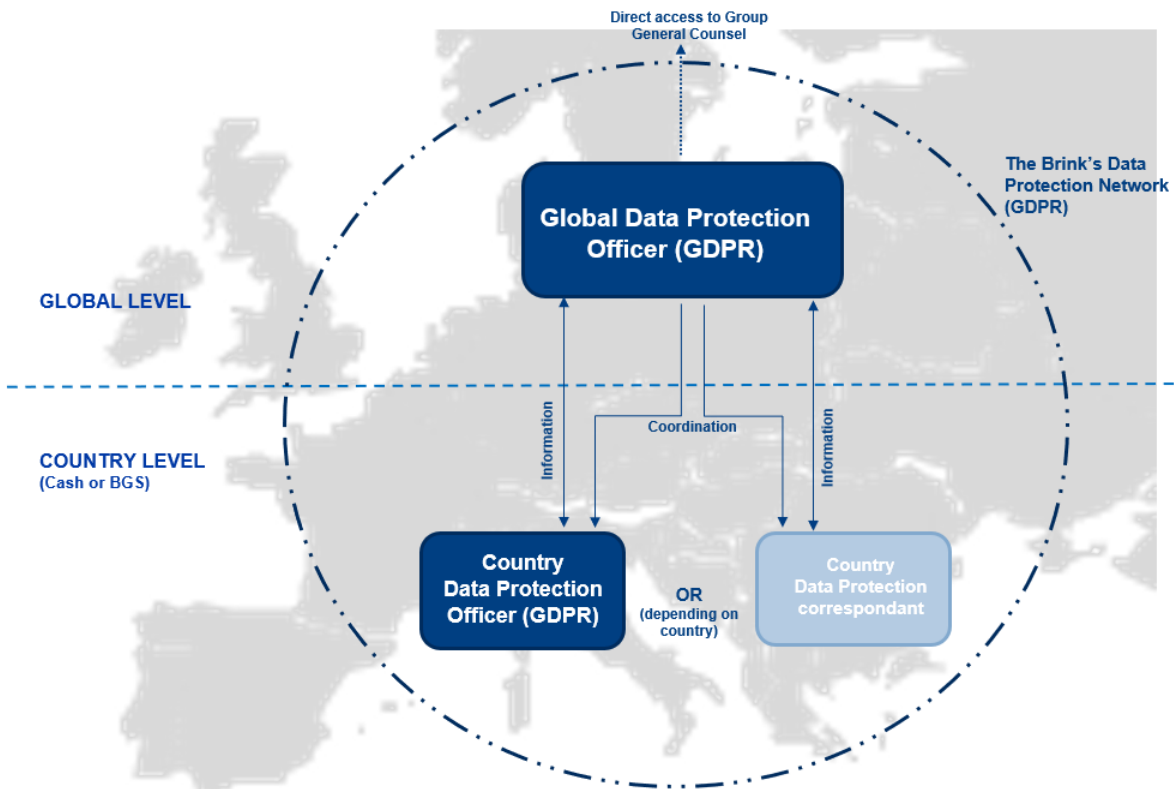 Direct access to Group
General Counsel
The Brink's Data
Protection Network
(GDPR)
Global Data Protection
Officer (GDPR)
GLOBAL LEVEL
Information
Coordination
Information
COUNTRY LEVEL
(Cash or BGS)
Country
Data Protection
Officer (GDPR)
OR
(depending on
country)
Country
Data Protection
correspondant